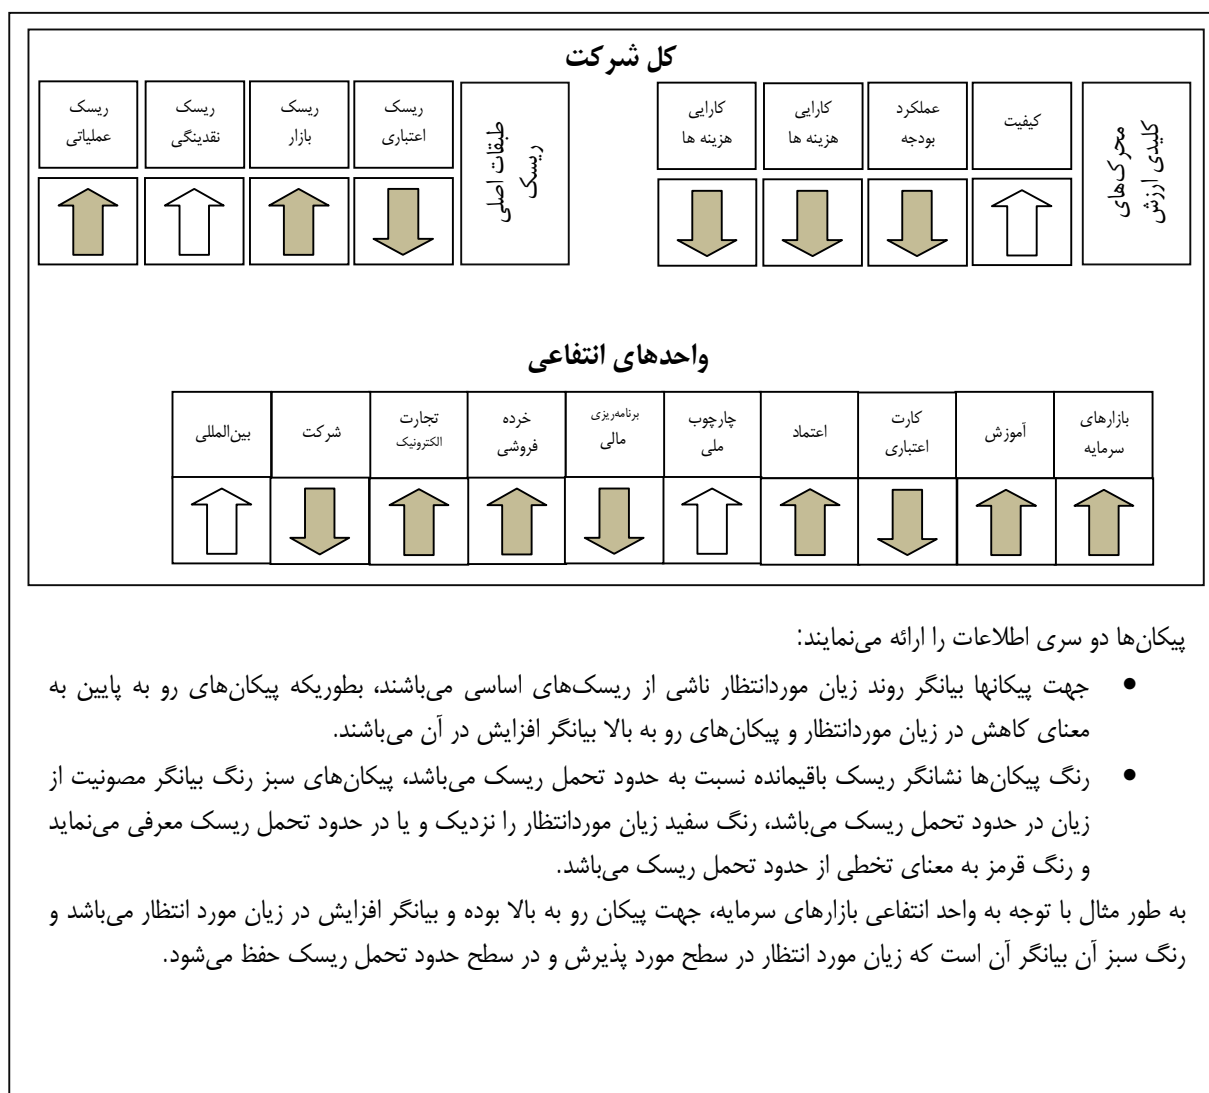 کل شرکت
محرک‌های
کلیدی ارزش
کیفیت
عملکرد
بودجه
کارایی
هزینه ها
کارایی
هزینه ها
طبقات اصلی
ریسک
ریسک
اعتباری
ریسک
بازار
ریسک
نقدینگی
ریسک
عملیاتی
واحدهای انتفاعی
بازارهای
سرمایه
آموزش
کارت
اعتباری
اعتماد
چارچوب
ملی
برنامه‌ریزی
مالی
خرده
فروشی
تجارت
الکترونیک
شرکت
بین‌المللی
پیکان‌ها دو سری اطلاعات را ارائه می‌نمایند:
• جهت پیکانها بیانگر روند زیان موردانتظار ناشی از ریسک‌های اساسی می‌باشند، بطوریکه پیکان‌های رو به پایین به
معنای کاهش در زیان موردانتظار و پیکان‌های رو به بالا بیانگر افزایش در آن می‌باشند.
• رنگ پیکان‌ها نشانگر ریسک باقیمانده نسبت به حدود تحمل ریسک می‌باشد، پیکان‌های سبز رنگ بیانگر مصونیت از
زیان در حدود تحمل ریسک می‌باشد، رنگ سفید زیان موردانتظار را نزدیک و یا در حدود تحمل ریسک معرفی می‌نماید
و رنگ قرمز به معنای تخطی از حدود تحمل ریسک می‌باشد.
به طور مثال با توجه به واحد انتفاعی بازارهای سرمایه، جهت پیکان رو به بالا بوده و بیانگر افزایش در زیان مورد انتظار می‌باشد و
رنگ سبز آن بیانگر آن است که زیان مورد انتظار در سطح مورد پذیرش و در سطح حدود تحمل ریسک حفظ می‌شود.